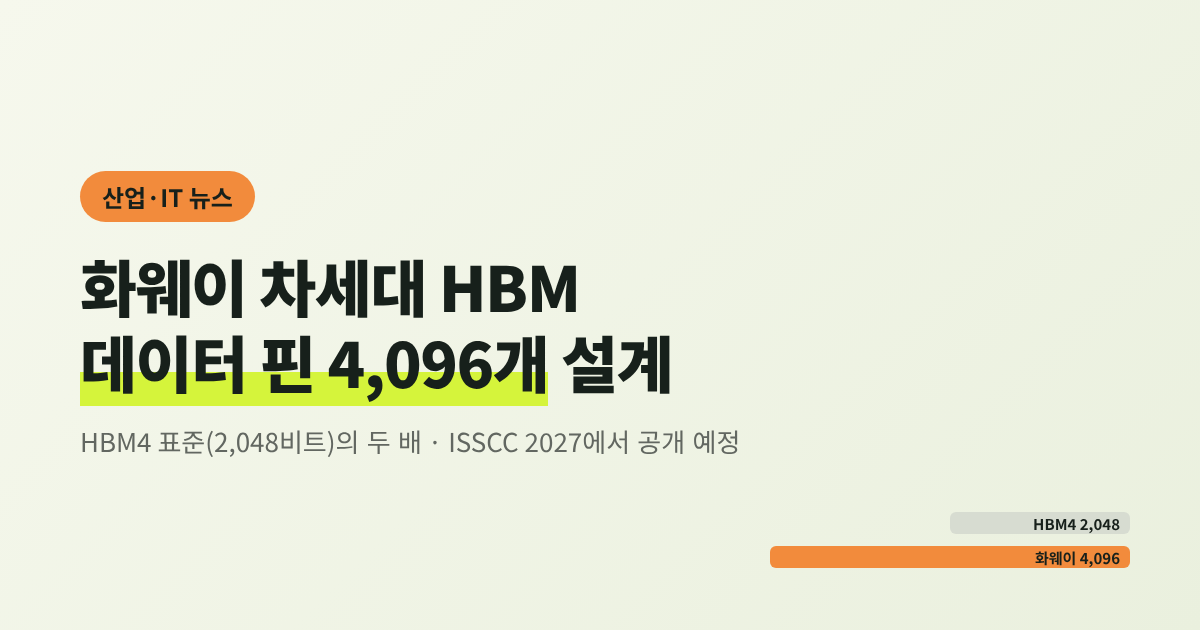 산업·IT 뉴스
화웨이 차세대 HBM
데이터 핀 4,096개 설계
HBM4 표준(2,048비트)의 두 배 · ISSCC 2027에서 공개 예정
HBM4 2,048
화웨이 4,096